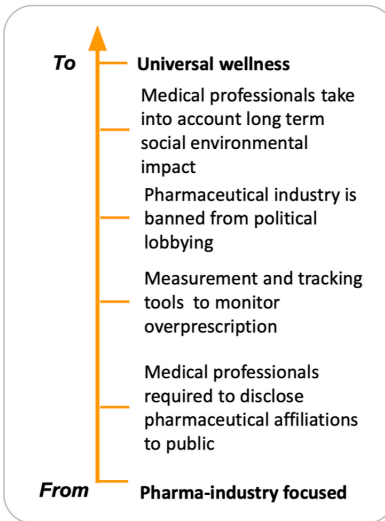 To
Universal wellness
Medical professionals take
into account long term
social environmental
impact
Pharmaceutical industry is
banned from political
lobbying
Measurement and tracking
tools to monitor
overprescription
Medical professionals
required to disclose
pharmaceutical affiliations
to public
From
Pharma-industry focused